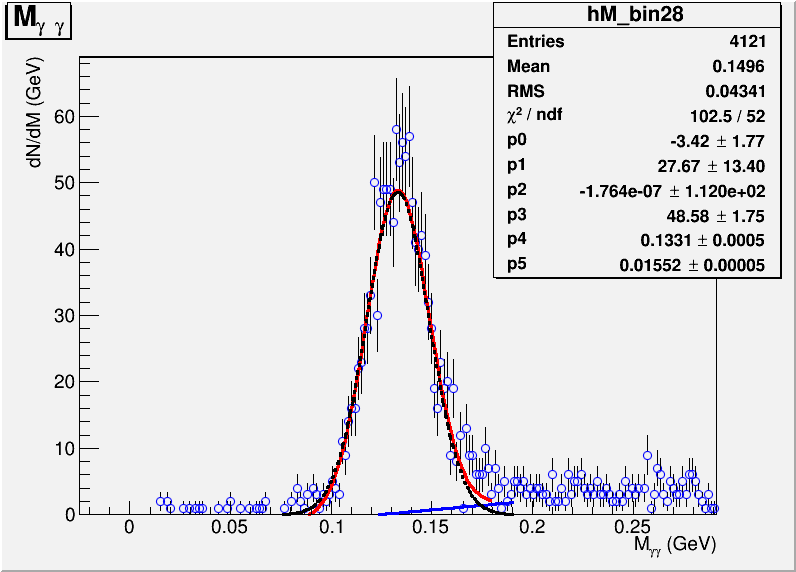 M γ γ
hM_bin28
Entries 4121
Mean 0.1496
RMS 0.04341
χ² / ndf 102.5 / 52
p0 -3.42 ± 1.77
p1 27.67 ± 13.40
p2 -1.764e-07 ± 1.120e+02
p3 48.58 ± 1.75
p4 0.1331 ± 0.0005
p5 0.01552 ± 0.00005
dN/dM (GeV)
60
50
40
30
20
10
0
0 0.05 0.1 0.15 0.2 0.25
Mγγ (GeV)